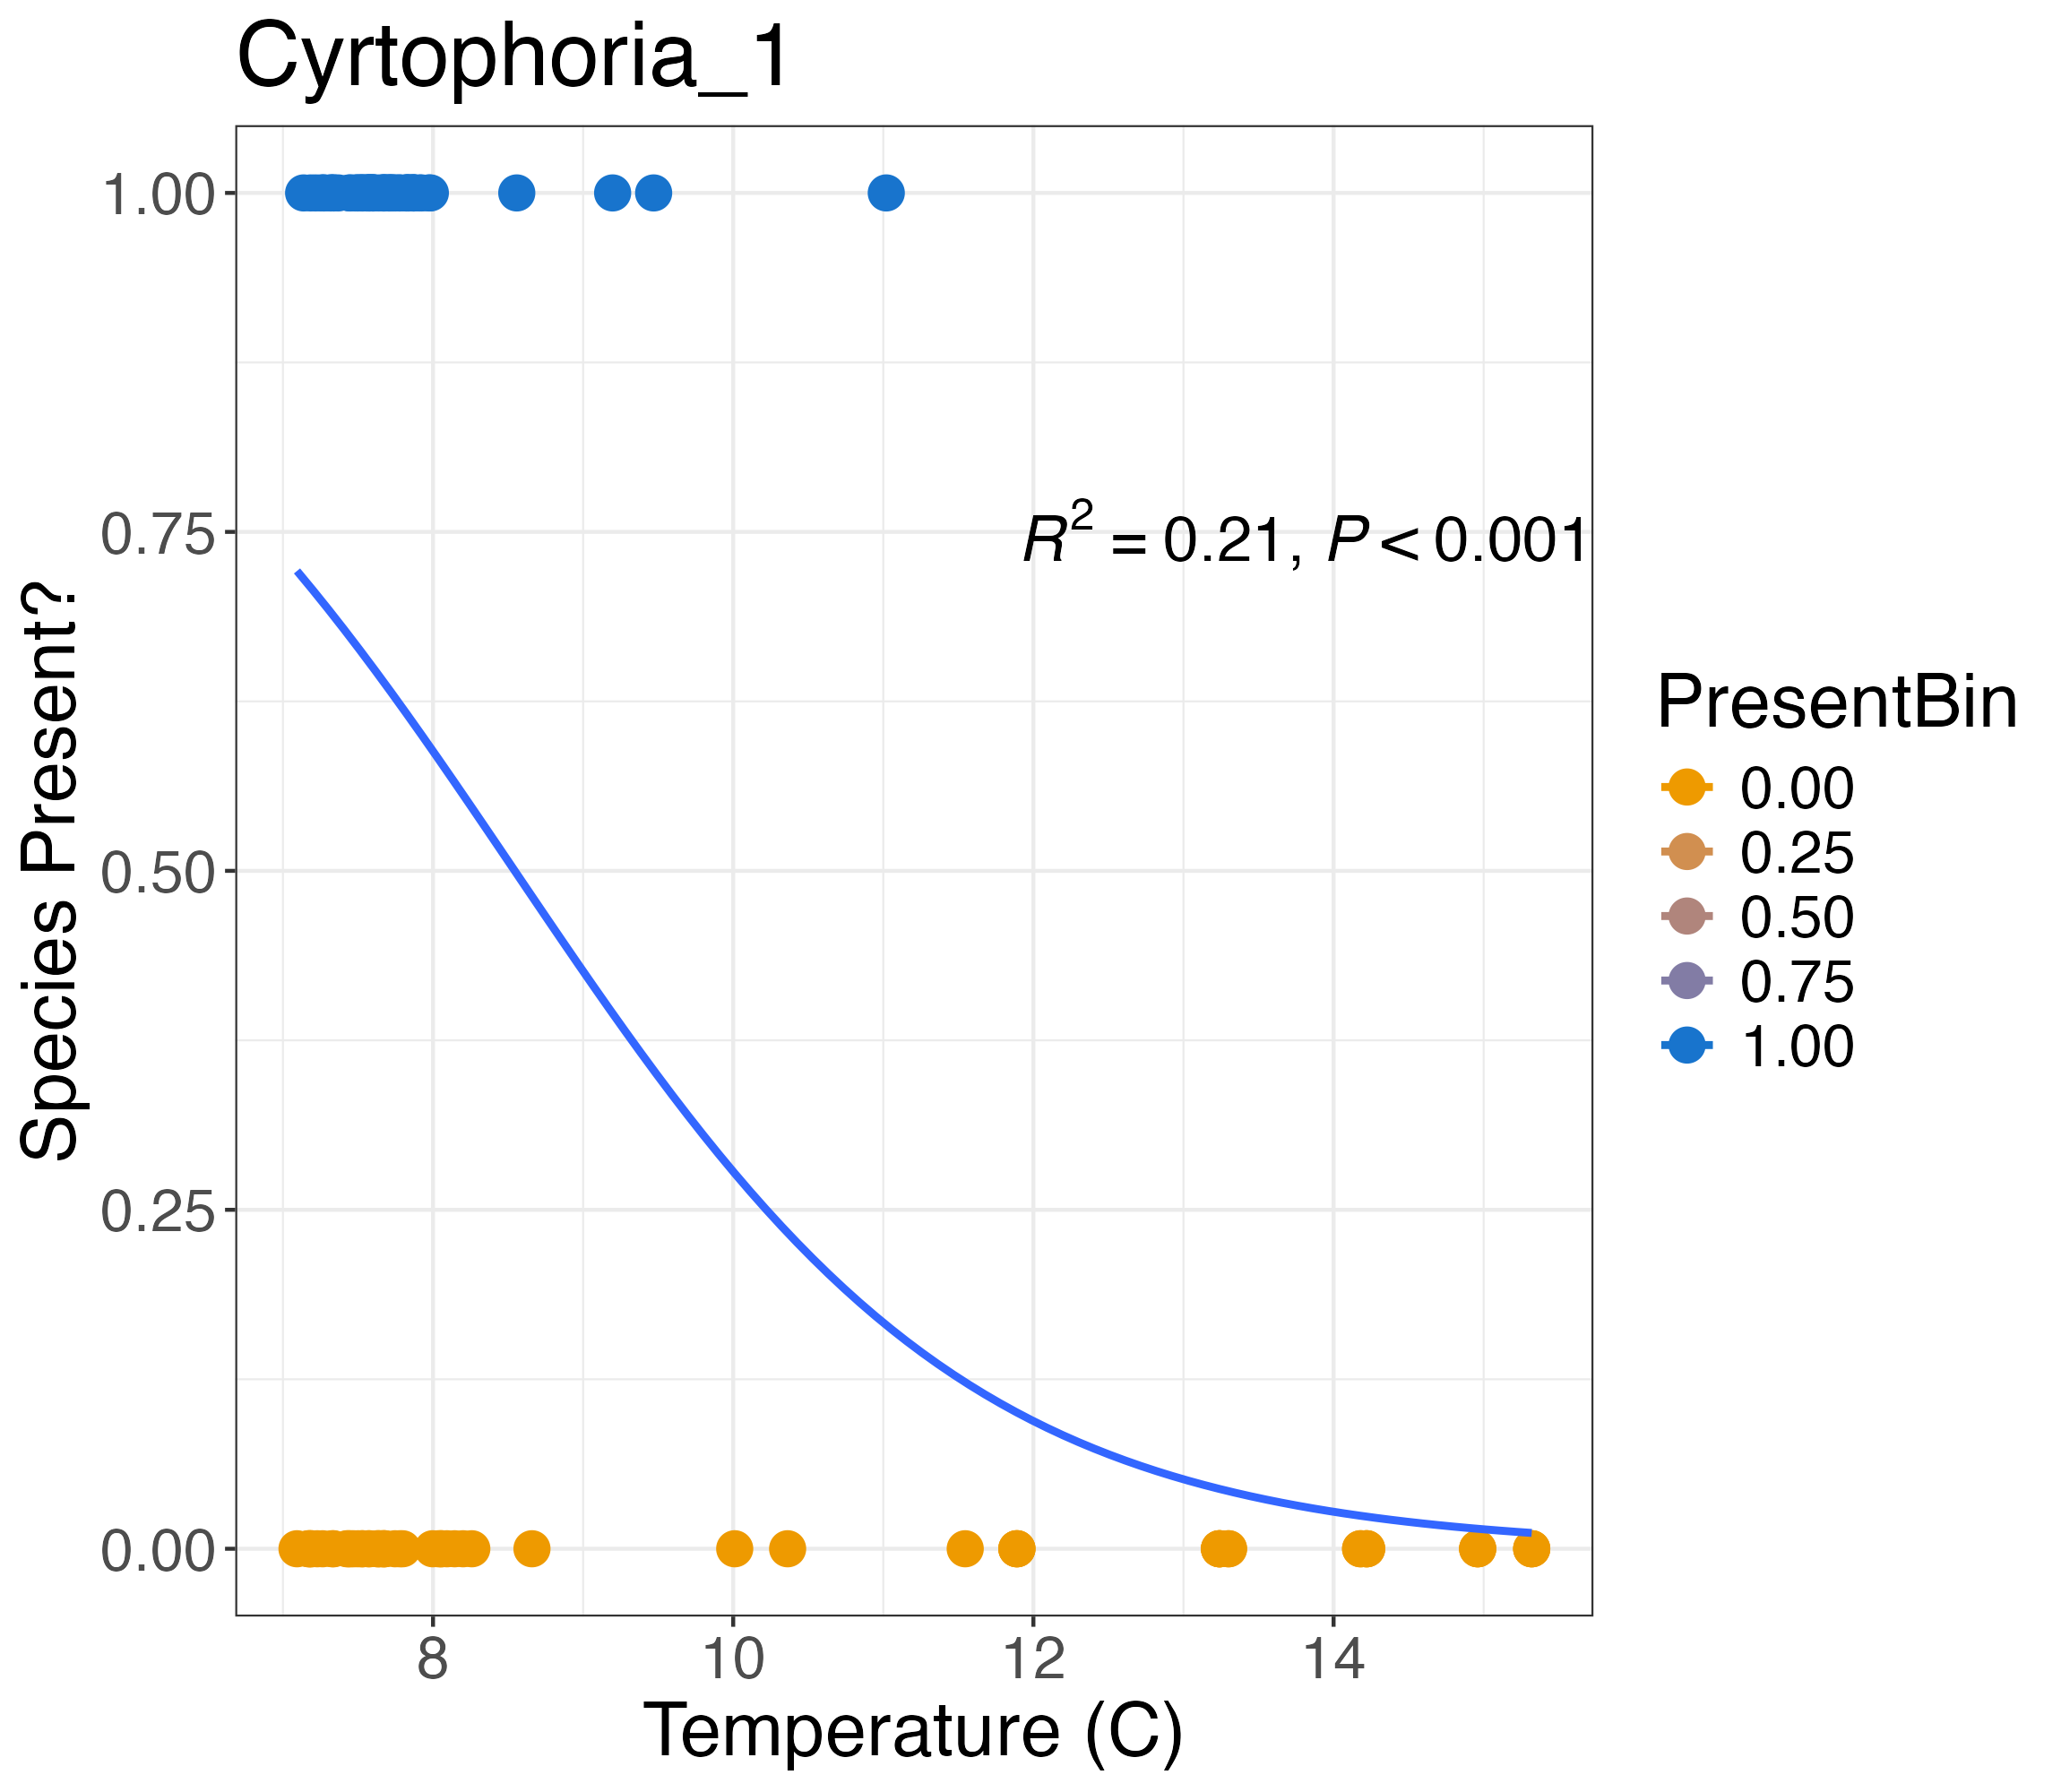 Cyrtophoria_1
1.00
0.75
0.50
0.25
0.00
Species Present?
R² = 0.21, P < 0.001
8 10 12 14
Temperature (C)
PresentBin
0.00
0.25
0.50
0.75
1.00